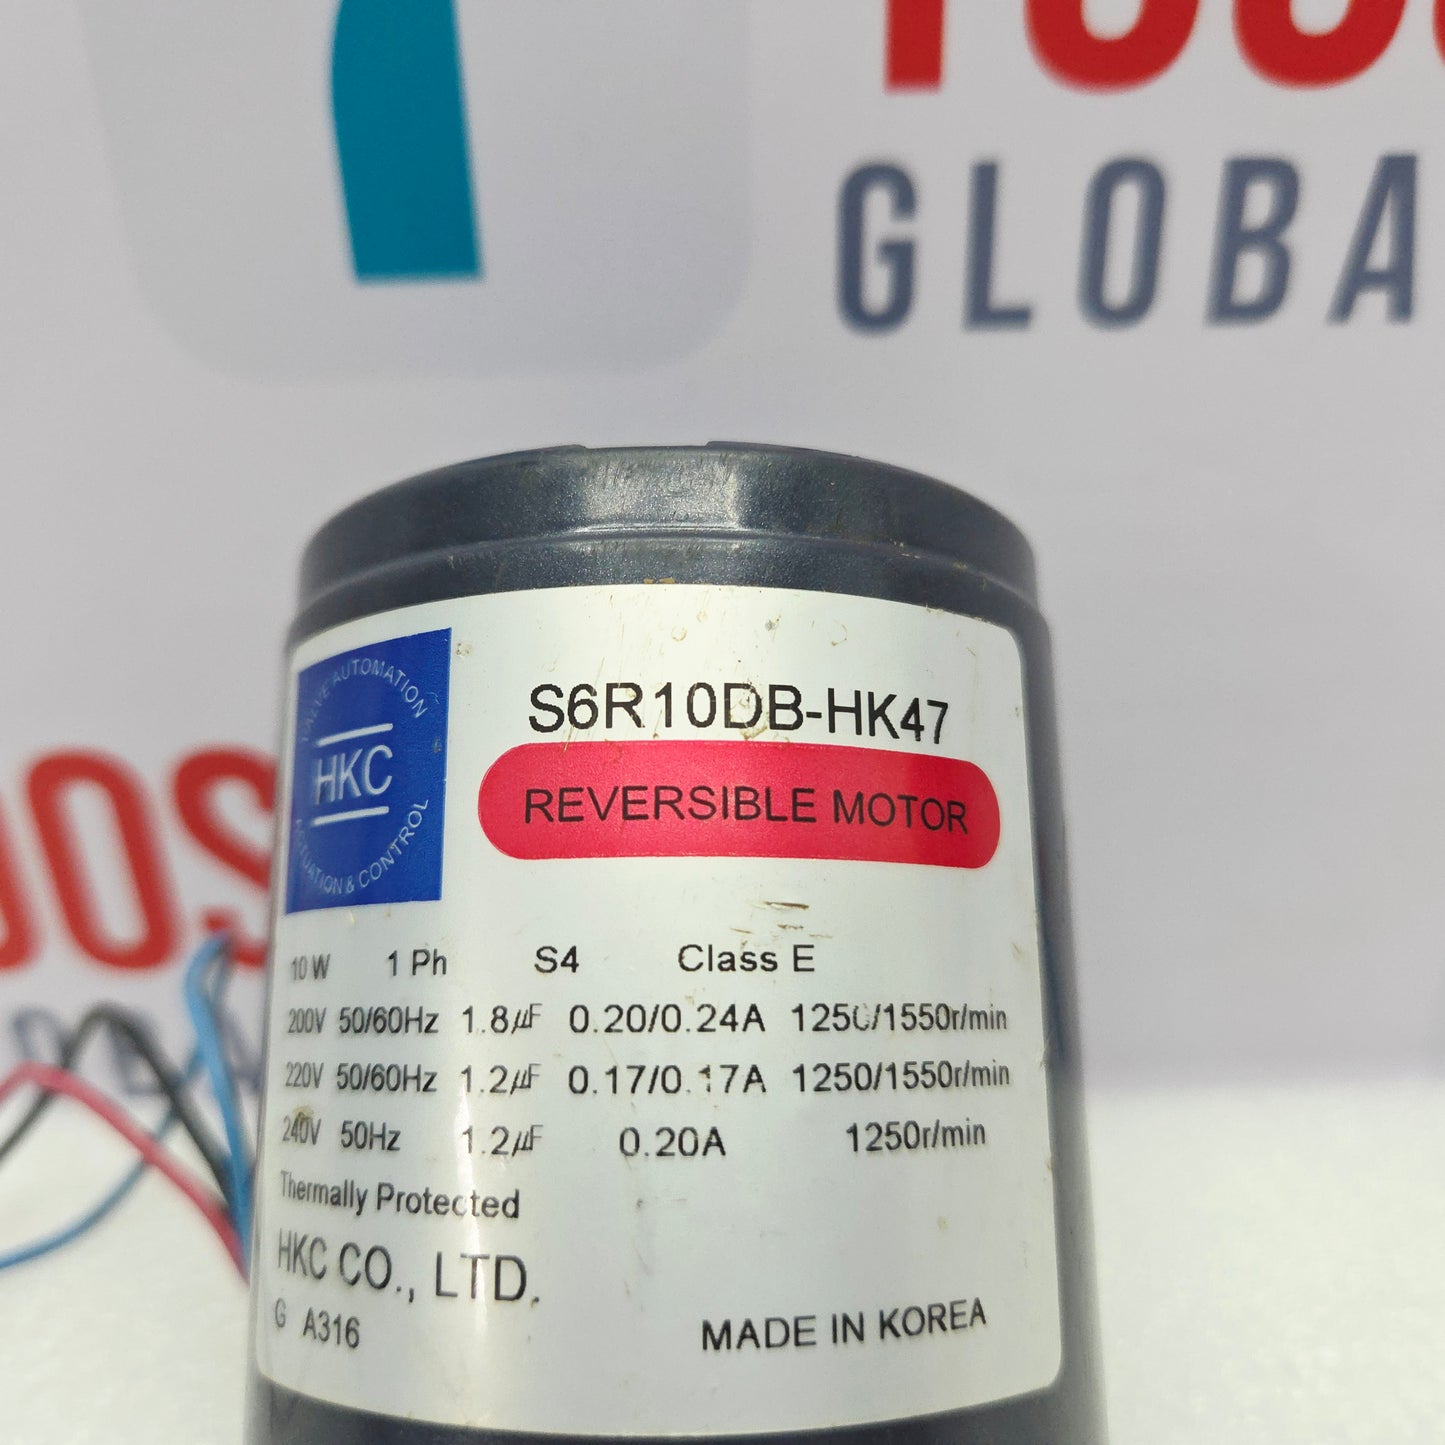 GLOBA
VALVE AUTOMATION
HKC
ACTUATION & CONTROL
S6R10DB-HK47
REVERSIBLE MOTOR
10W 1 Ph S4 Class E
200V 50/60Hz 1.8㎌ 0.20/0.24A 1250/1550r/min
220V 50/60Hz 1.2㎌ 0.17/0.17A 1250/1550r/min
240V 50Hz 1.2㎌ 0.20A 1250r/min
Thermally Protected
HKC CO., LTD.
G A316
MADE IN KOREA